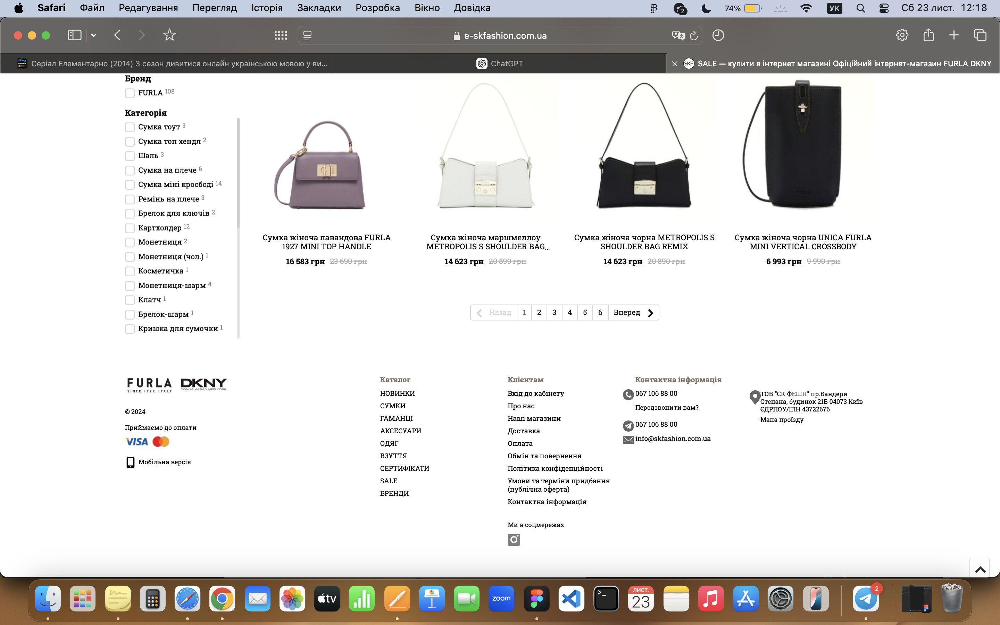 Safari Файл Редагування Перегляд Історія Закладки Розробка Вікно Довідка 2 74% УК Сб 23 лист. 12:18
e-skfashion.com.ua
Серіал Елементарно (2014) 3 сезон дивитися онлайн українською мовою у ви...
ChatGPT
SKF SALE — купити в інтернет магазині Офіційний інтернет-магазин FURLA DKNY
Бренд
FURLA 108
Категорія
Сумка тоут 3
Сумка топ хендл 2
Шаль 3
Сумка на плече 6
Сумка міні кросбоді 14
Ремінь на плече 3
Брелок для ключів 2
Картхолдер 12
Монетниця 2
Монетниця (чол.) 1
Косметичка 1
Монетниця-шарм 4
Клатч 1
Брелок-шарм 1
Кришка для сумочки 1
FURLA
Сумка жіноча лавандова FURLA
1927 MINI TOP HANDLE
16 583 грн 23 690 грн
Сумка жіноча маршмеллоу
METROPOLIS S SHOULDER BAG...
14 623 грн 20 890 грн
Сумка жіноча чорна METROPOLIS S
SHOULDER BAG REMIX
14 623 грн 20 890 грн
Сумка жіноча чорна UNICA FURLA
MINI VERTICAL CROSSBODY
6 993 грн 9 990 грн
Назад 1 2 3 4 5 6 Вперед
FURLA
SINCE 1927 ITALY
DKNY
DONNA KARAN NEW YORK
© 2024
Приймаємо до оплати
VISA
Мобільна версія
Каталог
НОВИНКИ
СУМКИ
ГАМАНЦІ
АКСЕСУАРИ
ОДЯГ
ВЗУТТЯ
СЕРТИФІКАТИ
SALE
БРЕНДИ
Клієнтам
Вхід до кабінету
Про нас
Наші магазини
Доставка
Оплата
Обмін та повернення
Політика конфіденційності
Умови та терміни придбання
(публічна оферта)
Контактна інформація
Ми в соцмережах
Контактна інформація
067 106 88 00
Передзвонити вам?
067 106 88 00
info@skfashion.com.ua
ТОВ "СК ФЕШН" пр.Бандери
Степана, будинок 21Б 04073 Київ
ЄДРПОУ/ІПН 43722676
Мапа проїзду
tv
zoom
ЛИСТ.
23
2